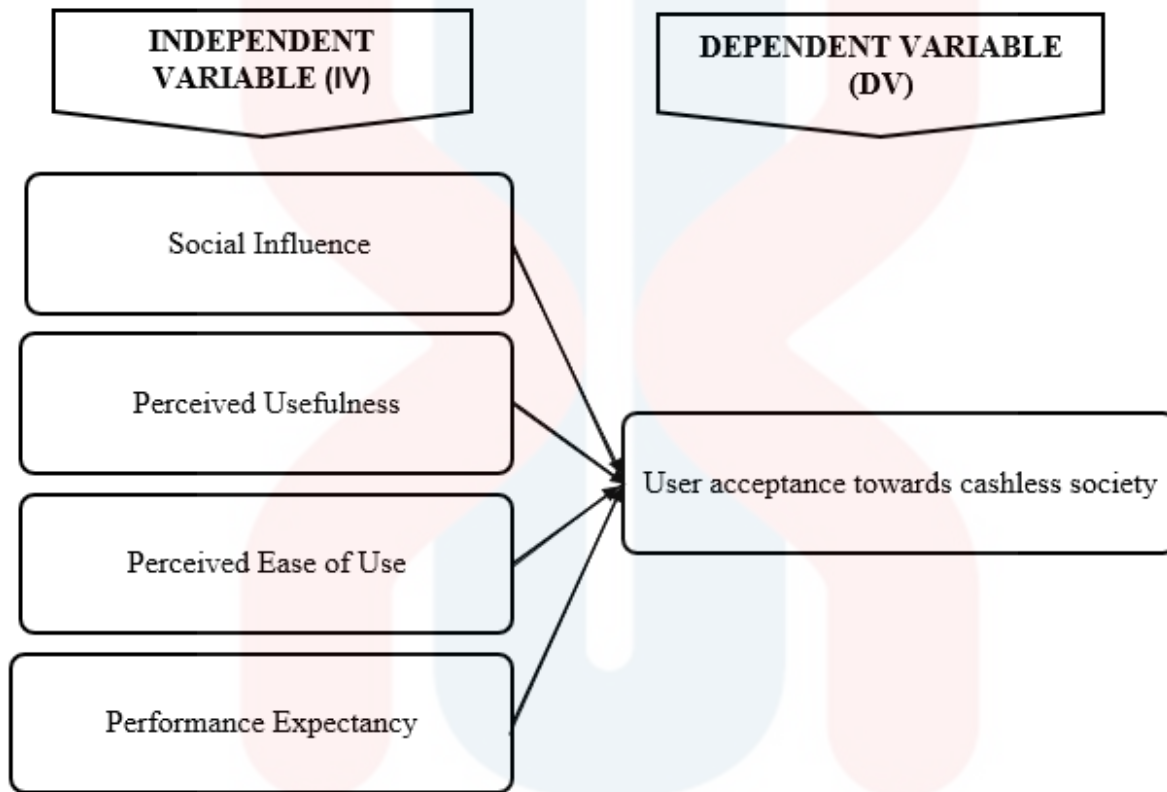 INDEPENDENT
VARIABLE (IV)
DEPENDENT VARIABLE
(DV)
Social Influence
Perceived Usefulness
Perceived Ease of Use
Performance Expectancy
User acceptance towards cashless society